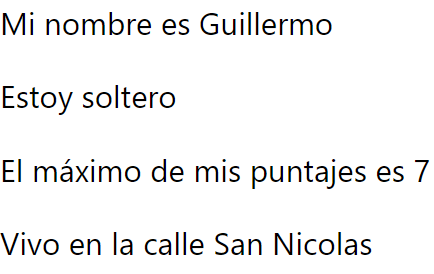 Mi nombre es Guillermo
Estoy soltero
El máximo de mis puntajes es 7
Vivo en la calle San Nicolas